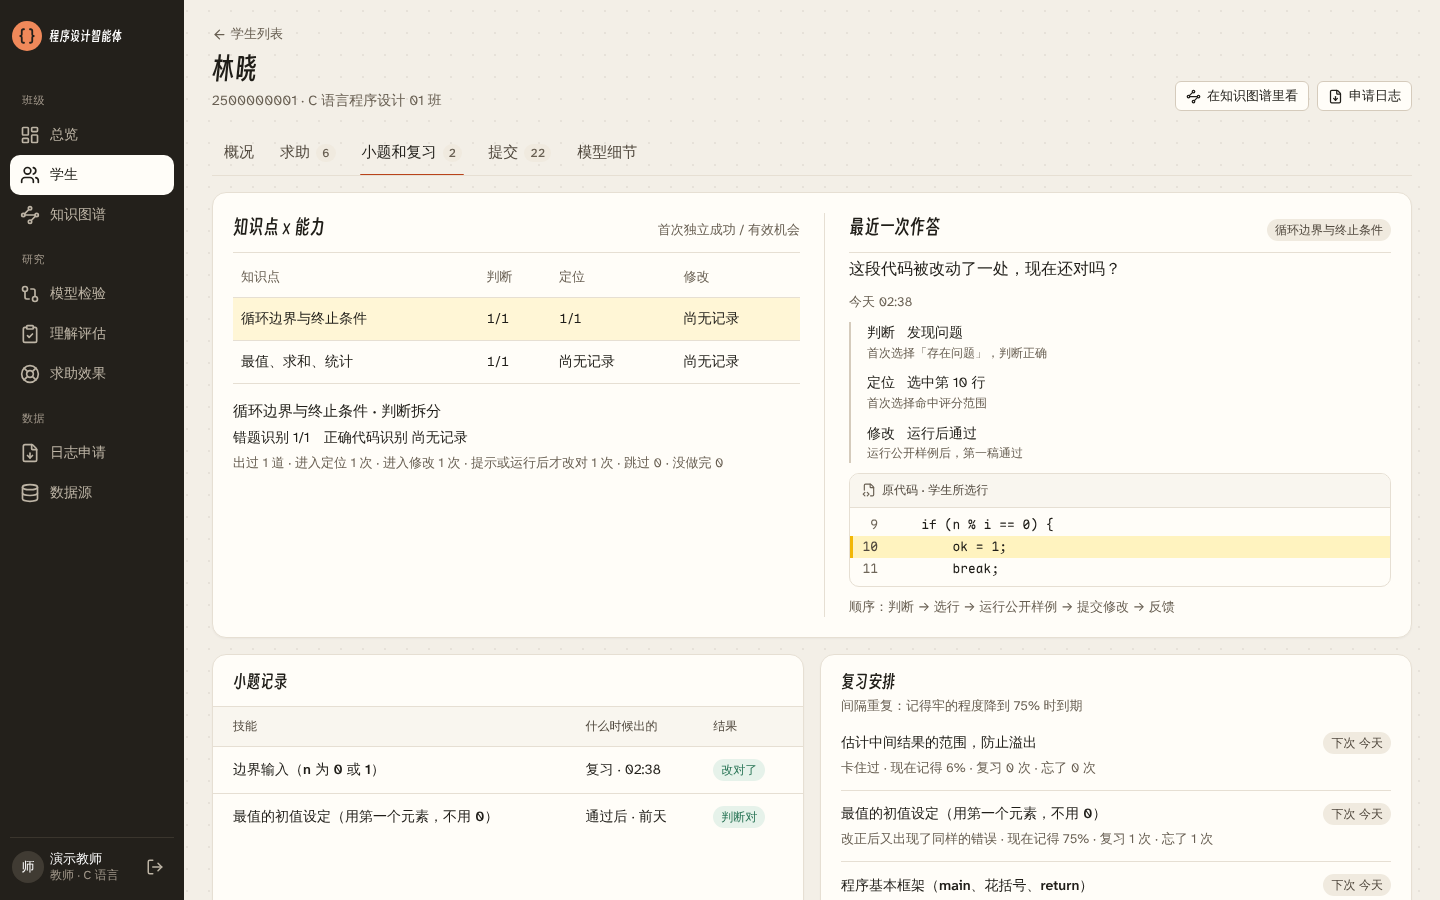 程序设计智能体
班级
总览
学生
知识图谱
研究
模型检验
理解评估
求助效果
数据
日志申请
数据源
师
演示教师
教师 · C 语言
← 学生列表
林晓
2500000001 · C 语言程序设计 01 班
在知识图谱里看
申请日志
概况
求助 6
小题和复习 2
提交 22
模型细节
知识点 x 能力
首次独立成功 / 有效机会
知识点 判断 定位 修改
循环边界与终止条件 1/1 1/1 尚无记录
最值、求和、统计 1/1 尚无记录 尚无记录
循环边界与终止条件 · 判断拆分
错题识别 1/1 正确代码识别 尚无记录
出过 1 道 · 进入定位 1 次 · 进入修改 1 次 · 提示或运行后才改对 1 次 · 跳过 0 · 没做完 0
最近一次作答
循环边界与终止条件
这段代码被改动了一处，现在还对吗？
今天 02:38
判断 发现问题
首次选择「存在问题」，判断正确
定位 选中第 10 行
首次选择命中评分范围
修改 运行后通过
运行公开样例后，第一稿通过
原代码 · 学生所选行
9 if (n % i == 0) {
10 ok = 1;
11 break;
顺序：判断 → 选行 → 运行公开样例 → 提交修改 → 反馈
小题记录
技能 什么时候出的 结果
边界输入（n 为 0 或 1） 复习 · 02:38 改对了
最值的初值设定（用第一个元素，不用 0） 通过后 · 前天 判断对
复习安排
间隔重复：记得牢的程度降到 75% 时到期
估计中间结果的范围，防止溢出 下次 今天
卡住过 · 现在记得 6% · 复习 0 次 · 忘了 0 次
最值的初值设定（用第一个元素，不用 0） 下次 今天
改正后又出现了同样的错误 · 现在记得 75% · 复习 1 次 · 忘了 1 次
程序基本框架（main、花括号、return） 下次 今天